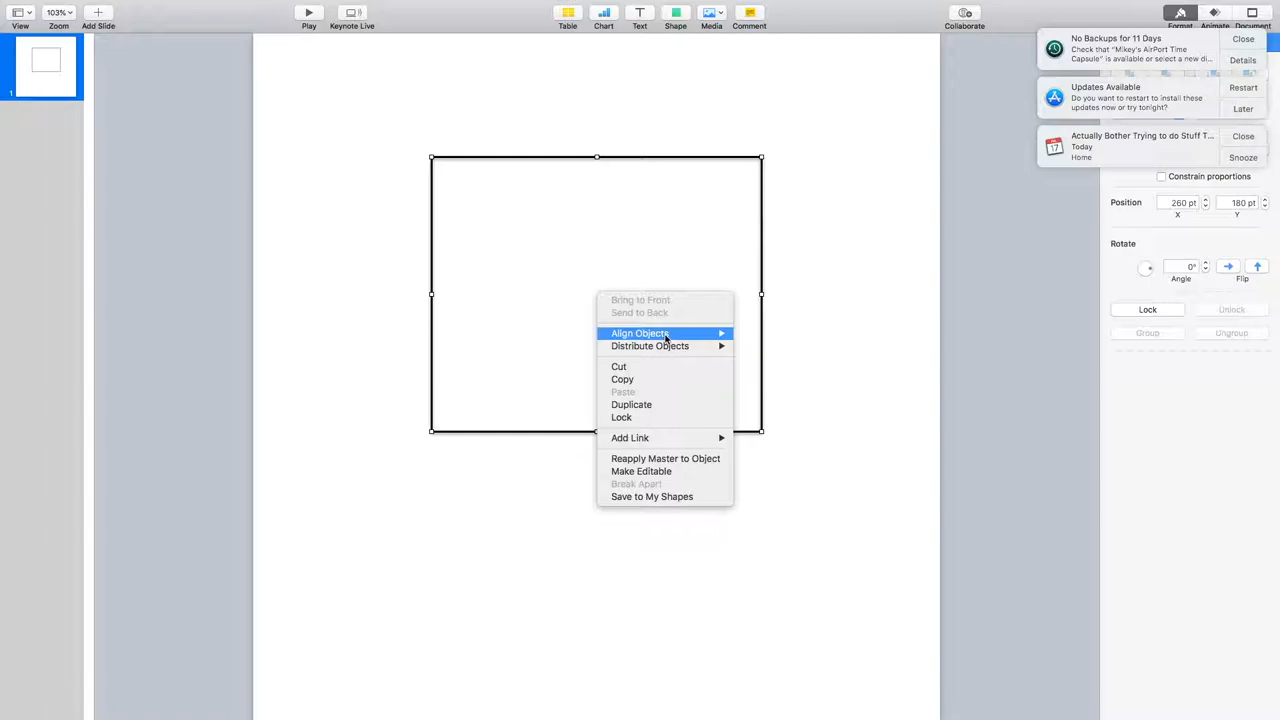 103%
View
Zoom
Add Slide
Play
Keynote Live
Table
Chart
Text
Shape
Media
Comment
Collaborate
Format
Animate
Document
1
No Backups for 11 Days
Check that “Mikey's AirPort Time
Capsule” is available or select a new di...
Close
Details
Updates Available
Do you want to restart to install these
updates now or try tonight?
Restart
Later
17
Actually Bother Trying to do Stuff T...
Today
Home
Close
Snooze
Constrain proportions
Position
260 pt
180 pt
X
Y
Rotate
0°
Angle
Flip
Lock
Unlock
Group
Ungroup
Bring to Front
Send to Back
Align Objects
Distribute Objects
Cut
Copy
Paste
Duplicate
Lock
Add Link
Reapply Master to Object
Make Editable
Break Apart
Save to My Shapes